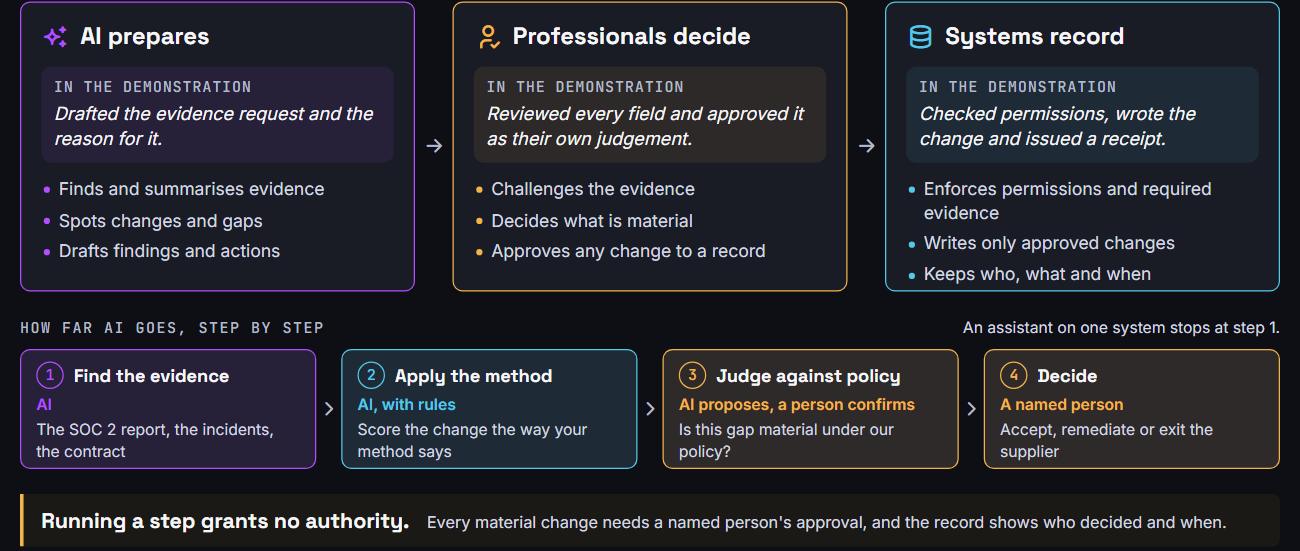 AI prepares
IN THE DEMONSTRATION
Drafted the evidence request and the
reason for it.
Finds and summarises evidence
Spots changes and gaps
Drafts findings and actions
→
Professionals decide
IN THE DEMONSTRATION
Reviewed every field and approved it
as their own judgement.
Challenges the evidence
Decides what is material
Approves any change to a record
→
Systems record
IN THE DEMONSTRATION
Checked permissions, wrote the
change and issued a receipt.
Enforces permissions and required
evidence
Writes only approved changes
Keeps who, what and when
HOW FAR AI GOES, STEP BY STEP
An assistant on one system stops at step 1.
1 Find the evidence
AI
The SOC 2 report, the incidents,
the contract
2 Apply the method
AI, with rules
Score the change the way your
method says
3 Judge against policy
AI proposes, a person confirms
Is this gap material under our
policy?
4 Decide
A named person
Accept, remediate or exit the
supplier
Running a step grants no authority. Every material change needs a named person's approval, and the record shows who decided and when.